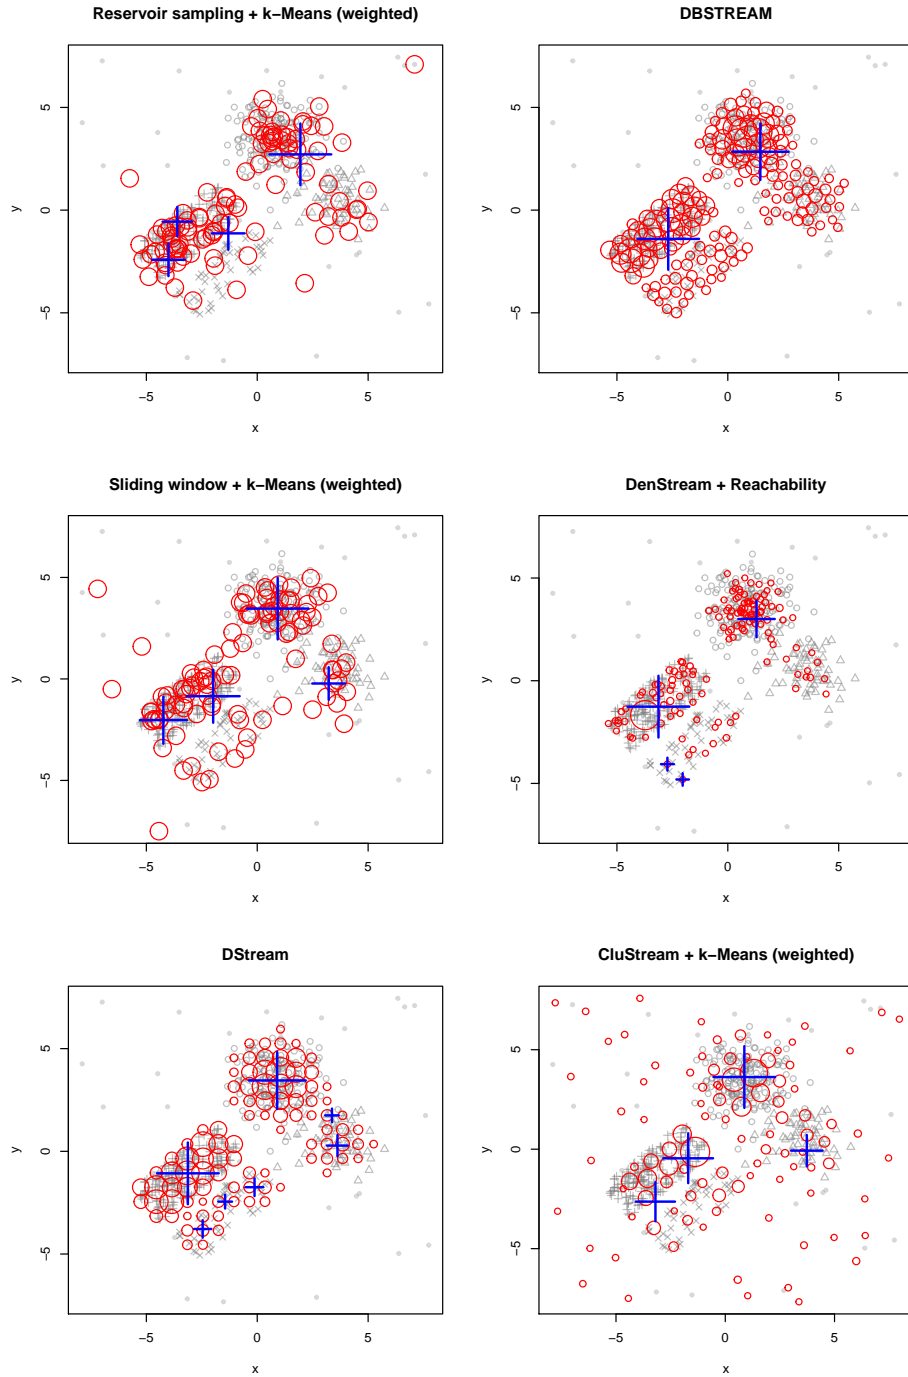 Reservoir sampling + k−Means (weighted)
DBSTREAM
y
5
0
−5
−5
0
5
x
y
5
0
−5
−5
0
5
x
Sliding window + k−Means (weighted)
DenStream + Reachability
y
5
0
−5
−5
0
5
x
y
5
0
−5
−5
0
5
x
DStream
CluStream + k−Means (weighted)
y
5
0
−5
−5
0
5
x
y
5
0
−5
−5
0
5
x